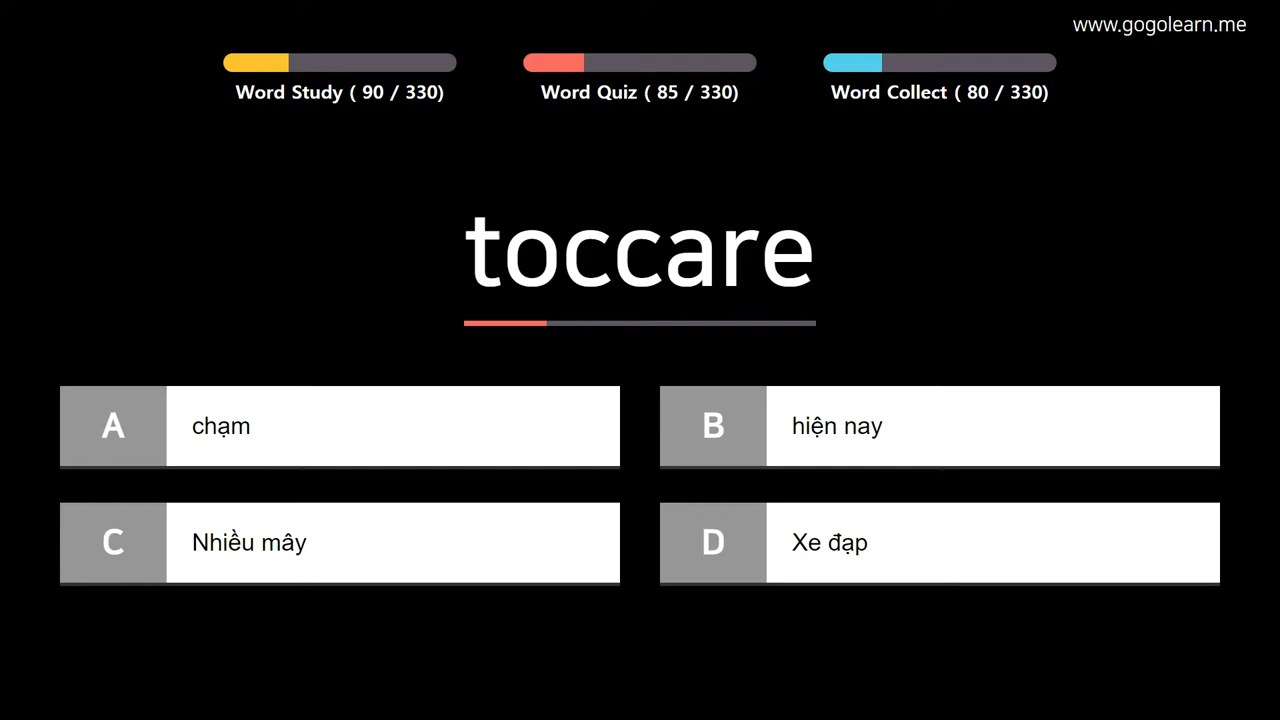 www.gogolearn.me
Word Study ( 90 / 330)
Word Quiz ( 85 / 330)
Word Collect ( 80 / 330)
toccare
A chạm
B hiện nay
C Nhiều mây
D Xe đạp